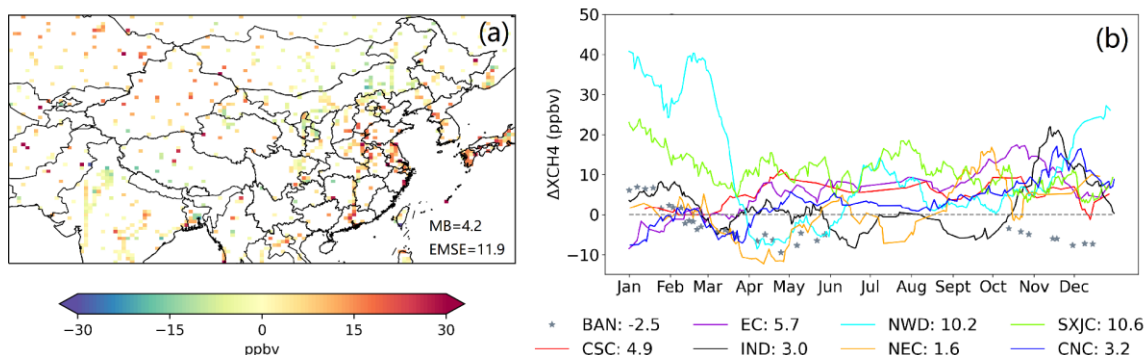 (a)
MB=4.2
EMSE=11.9
−30 −15 0 15 30
ppbv
(b)
ΔXCH4 (ppbv)
50
40
30
20
10
0
−10
Jan Feb Mar Apr May Jun Jul Aug Sept Oct Nov Dec
BAN: -2.5 EC: 5.7 NWD: 10.2 SXJC: 10.6
CSC: 4.9 IND: 3.0 NEC: 1.6 CNC: 3.2